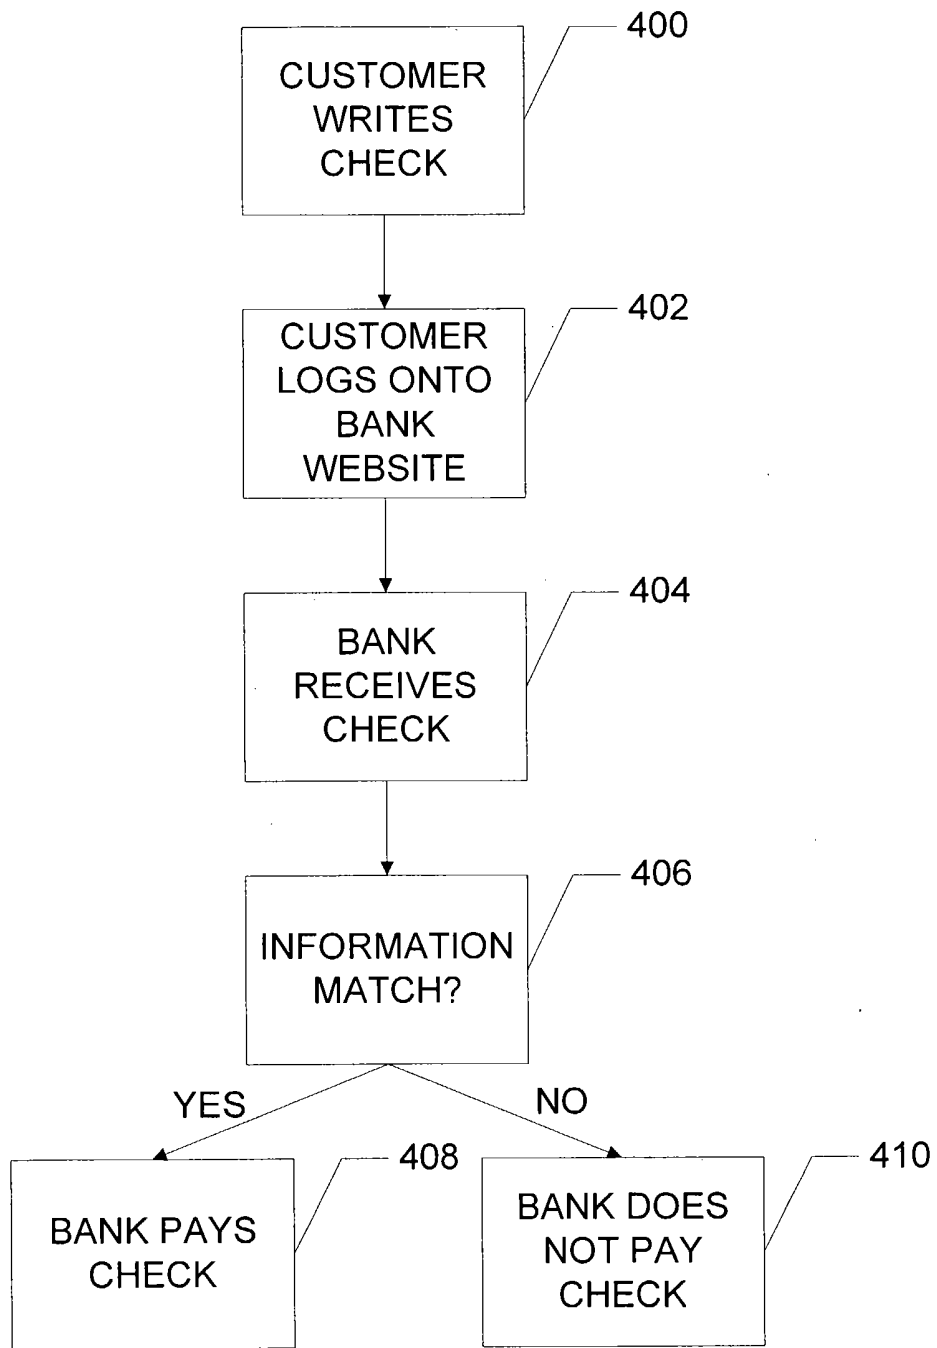 400
CUSTOMER
WRITES
CHECK
402
CUSTOMER
LOGS ONTO
BANK
WEBSITE
404
BANK
RECEIVES
CHECK
406
INFORMATION
MATCH?
YES
NO
408
BANK PAYS
CHECK
410
BANK DOES
NOT PAY
CHECK